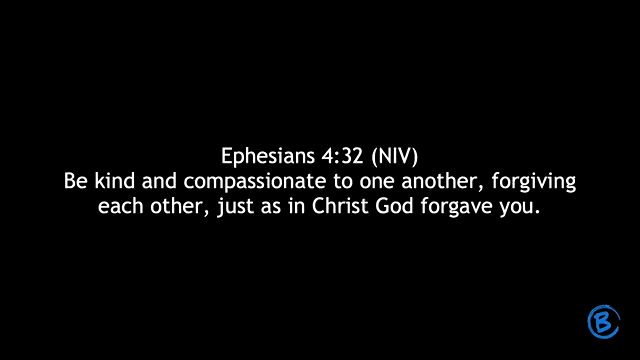 Ephesians 4:32 (NIV)
Be kind and compassionate to one another, forgiving
each other, just as in Christ God forgave you.
B